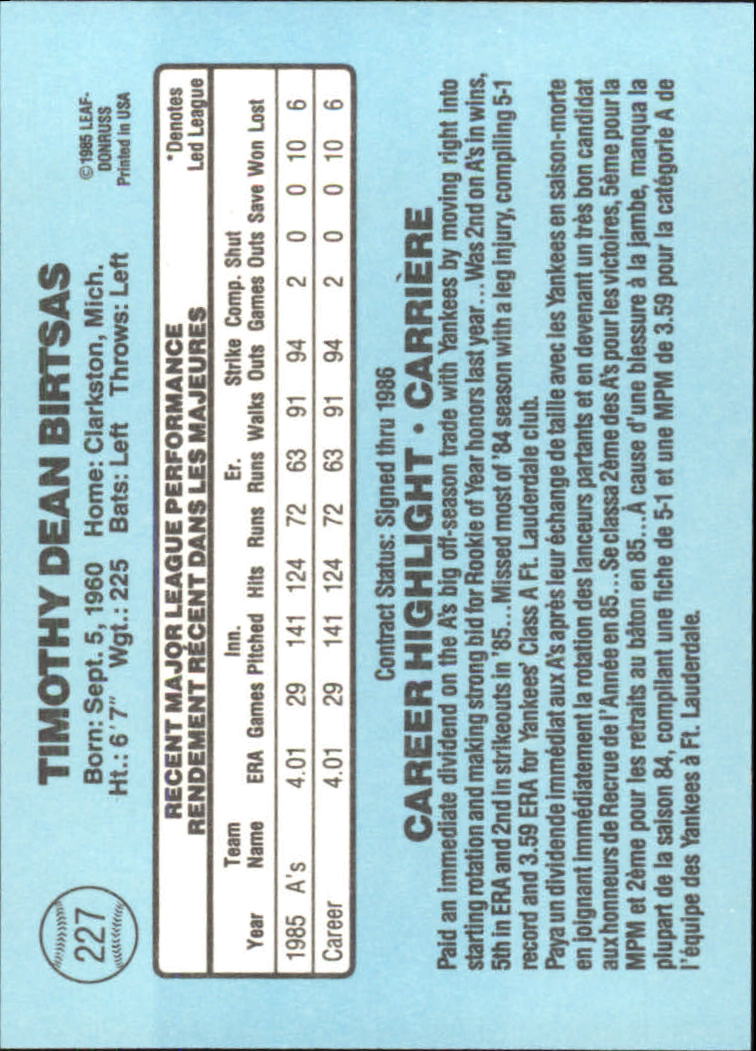 227
TIMOTHY DEAN BIRTSAS
Born: Sept. 5, 1960 Home: Clarkston, Mich.
Ht.: 6' 7" Wgt.: 225 Bats: Left Throws: Left
©1985 LEAF-
DONRUSS
Printed in USA
RECENT MAJOR LEAGUE PERFORMANCE
RENDEMENT RÉCENT DANS LES MAJEURES
*Denotes
Led League
Team Inn. Er. Strike Comp. Shut
Year Name ERA Games Pitched Hits Runs Runs Walks Outs Games Outs Save Won Lost
1985 A's 4.01 29 141 124 72 63 91 94 2 0 0 10 6
Career 4.01 29 141 124 72 63 91 94 2 0 0 10 6
Contract Status: Signed thru 1986
CAREER HIGHLIGHT • CARRIÈRE
Paid an immediate dividend on the A's big off-season trade with Yankees by moving right into
starting rotation and making strong bid for Rookie of Year honors last year...Was 2nd on A's in wins,
5th in ERA and 2nd in strikeouts in '85...Missed most of '84 season with a leg injury, compiling 5-1
record and 3.59 ERA for Yankees' Class A Ft. Lauderdale club.
Paya un dividende immédiat aux A's après leur échange de taille avec les Yankees en saison-morte
en joignant immédiatement la rotation des lanceurs partants et en devenant un très bon candidat
aux honneurs de Recrue de l'Année en 85...Se classa 2ème des A's pour les victoires, 5ème pour la
MPM et 2ème pour les retraits au bâton en 85...À cause d'une blessure à la jambe, manqua la
plupart de la saison 84, compliant une fiche de 5-1 et une MPM de 3.59 pour la catégorie A de
l'équipe des Yankees à Ft. Lauderdale.